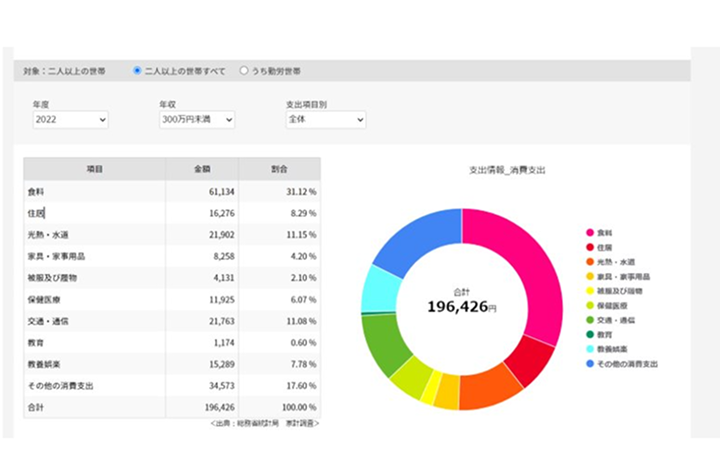 対象：二人以上の世帯 二人以上の世帯すべて うち勤労世帯
年度 年収 支出項目別
2022 300万円未満 全体
項目 金額 割合
食料 61,134 31.12 %
住居 16,276 8.29 %
光熱・水道 21,902 11.15 %
家具・家事用品 8,258 4.20 %
被服及び履物 4,131 2.10 %
保健医療 11,925 6.07 %
交通・通信 21,763 11.08 %
教育 1,174 0.60 %
教養娯楽 15,289 7.78 %
その他の消費支出 34,573 17.60 %
合計 196,426 100.00 %
＜出典：総務省統計局 家計調査＞
支出情報_消費支出
合計
196,426円
食料
住居
光熱・水道
家具・家事用品
被服及び履物
保健医療
交通・通信
教育
教養娯楽
その他の消費支出